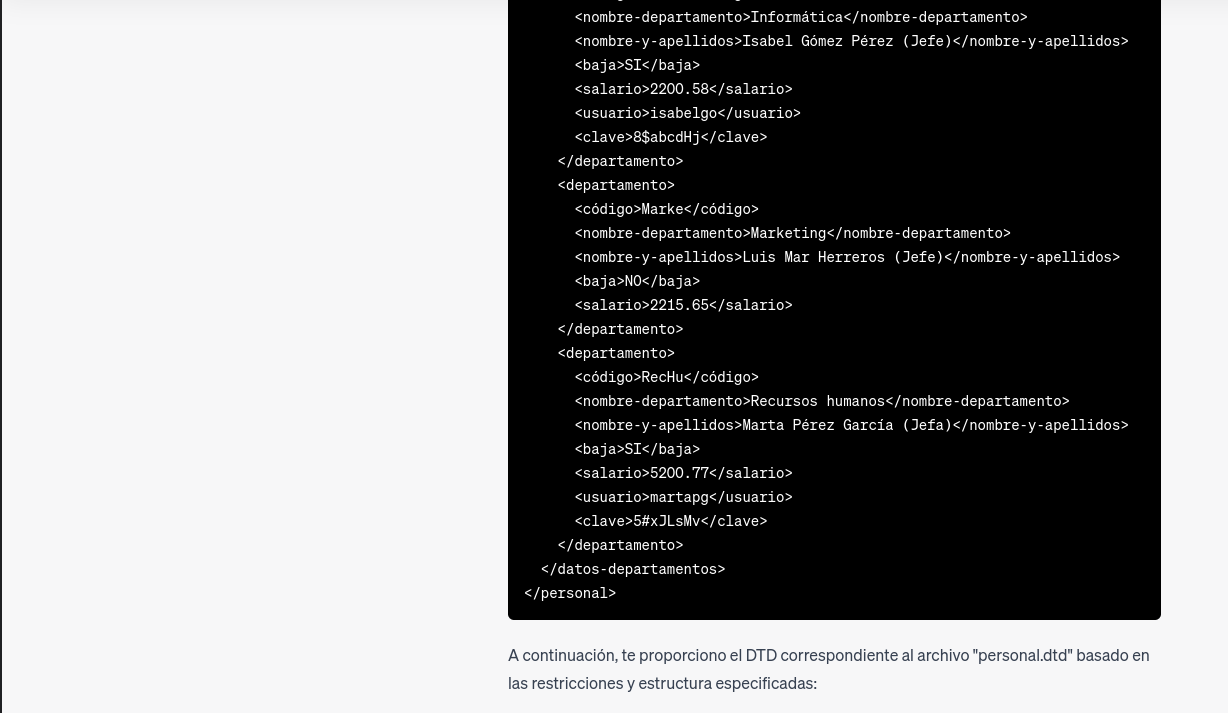 <nombre-departamento>Informática</nombre-departamento>
<nombre-y-apellidos>Isabel Gómez Pérez (Jefe)</nombre-y-apellidos>
<baja>SI</baja>
<salario>2200.58</salario>
<usuario>isabelgo</usuario>
<clave>8$abcdHj</clave>
</departamento>
<departamento>
<código>Marke</código>
<nombre-departamento>Marketing</nombre-departamento>
<nombre-y-apellidos>Luis Mar Herreros (Jefe)</nombre-y-apellidos>
<baja>NO</baja>
<salario>2215.65</salario>
</departamento>
<departamento>
<código>RecHu</código>
<nombre-departamento>Recursos humanos</nombre-departamento>
<nombre-y-apellidos>Marta Pérez García (Jefa)</nombre-y-apellidos>
<baja>SI</baja>
<salario>5200.77</salario>
<usuario>martapg</usuario>
<clave>5#xJLsMv</clave>
</departamento>
</datos-departamentos>
</personal>
A continuación, te proporciono el DTD correspondiente al archivo "personal.dtd" basado en
las restricciones y estructura especificadas: